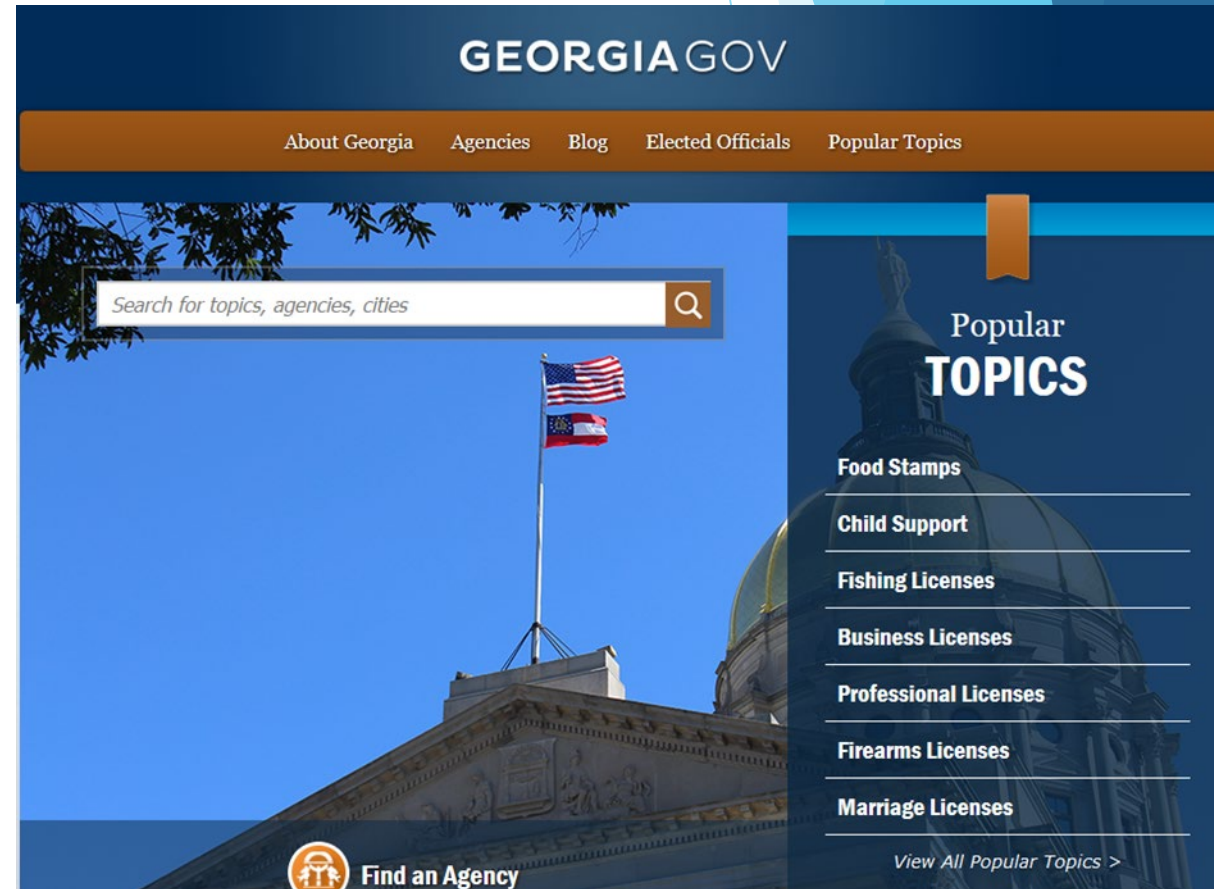 GEORGIAGOV
About Georgia Agencies Blog Elected Officials Popular Topics
Search for topics, agencies, cities
Popular
TOPICS
Food Stamps
Child Support
Fishing Licenses
Business Licenses
Professional Licenses
Firearms Licenses
Marriage Licenses
View All Popular Topics >
Find an Agency